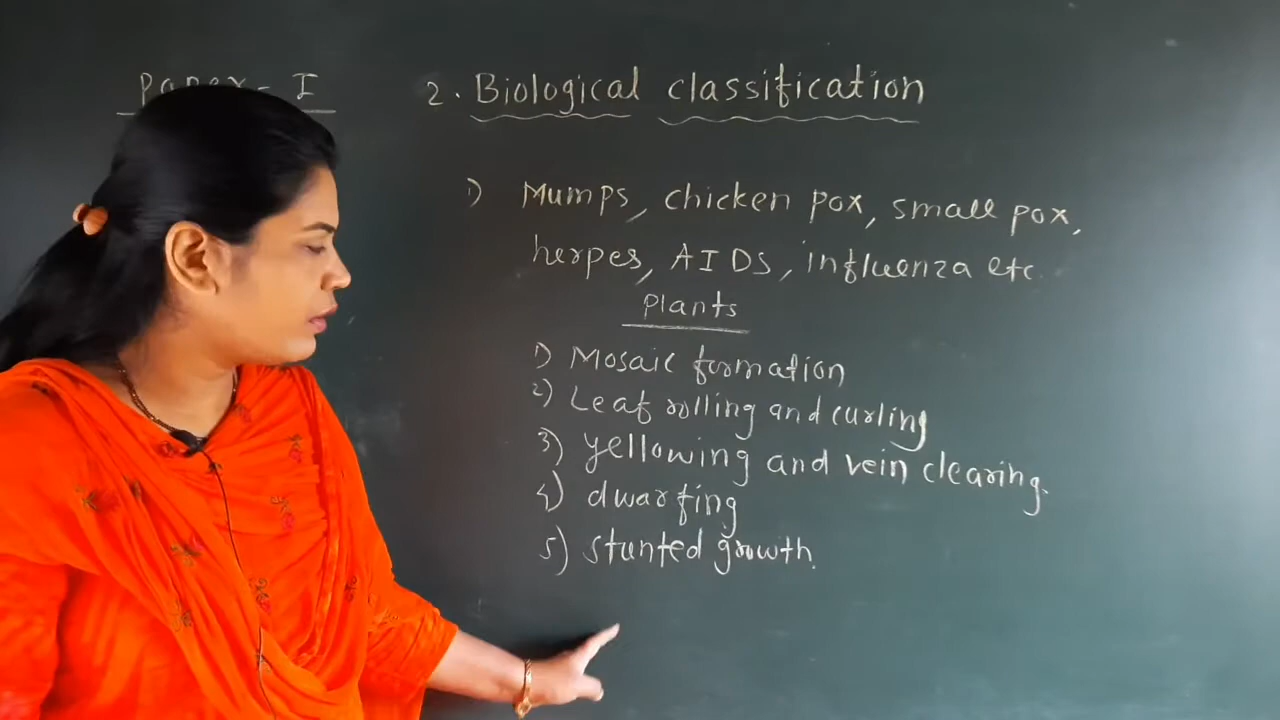 Paper - I
2. Biological classification
1) Mumps, chicken pox, small pox,
herpes, AIDS, influenza etc.
Plants
1) Mosaic formation
2) Leaf rolling and curling
3) yellowing and vein clearing.
4) dwarfing
5) stunted growth.